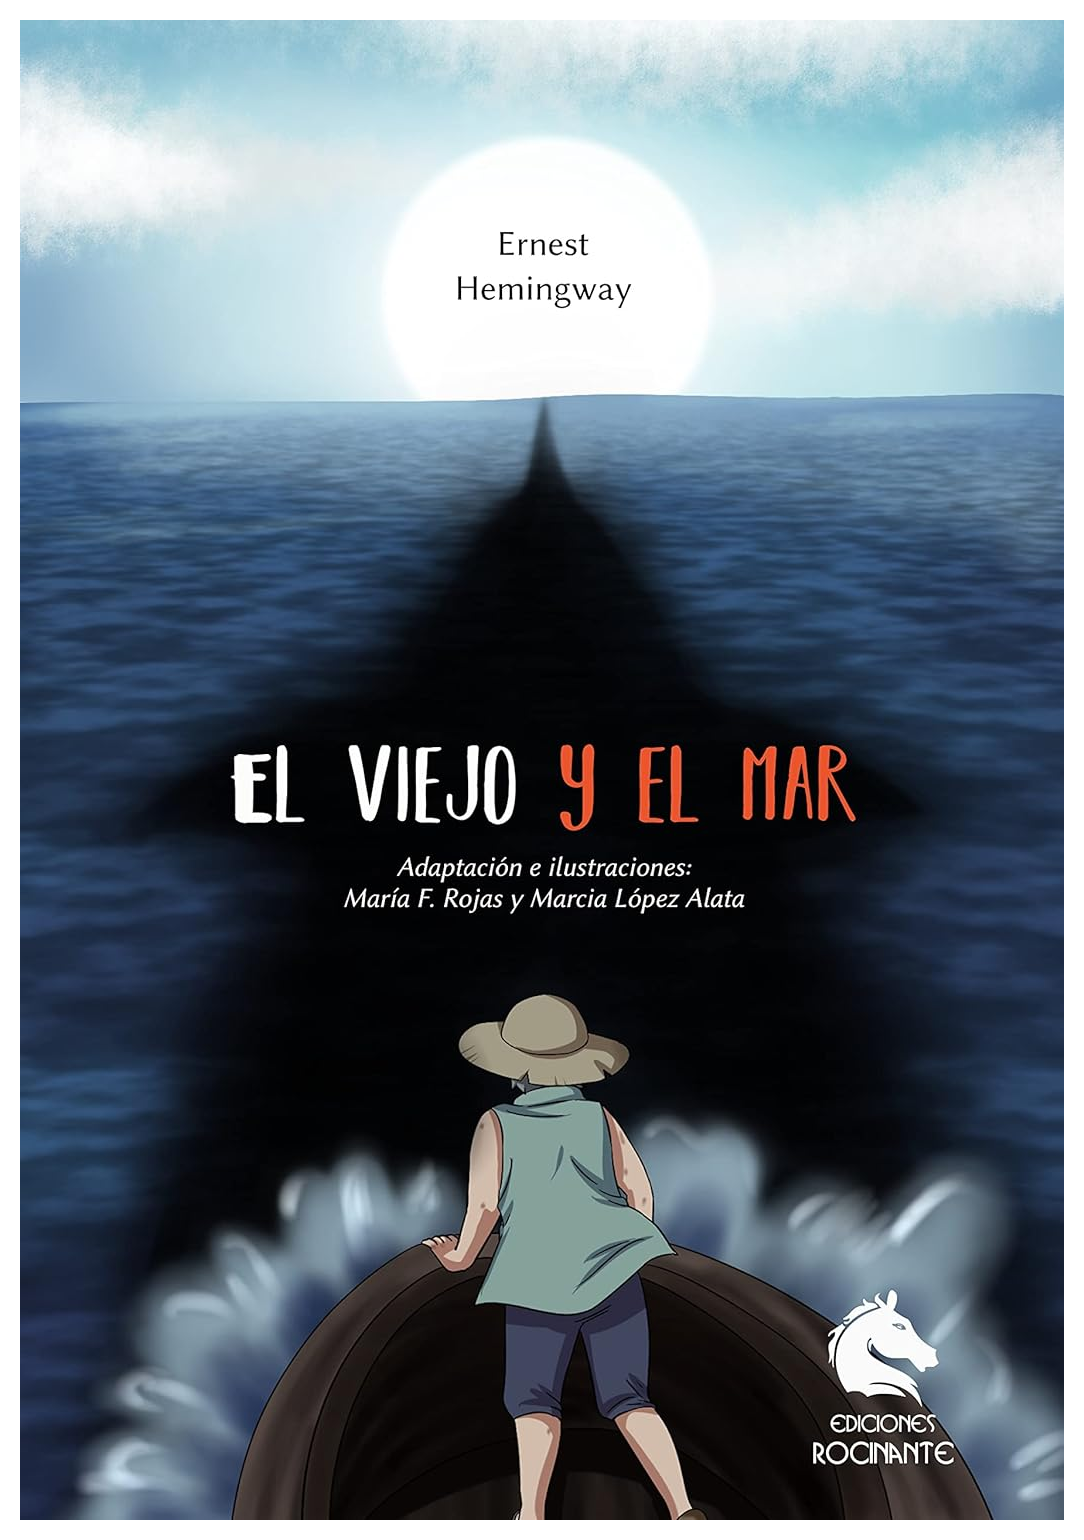 Ernest
Hemingway
EL VIEJO Y EL MAR
Adaptación e ilustraciones:
María F. Rojas y Marcia López Alata
EDICIONES
ROCINANTE